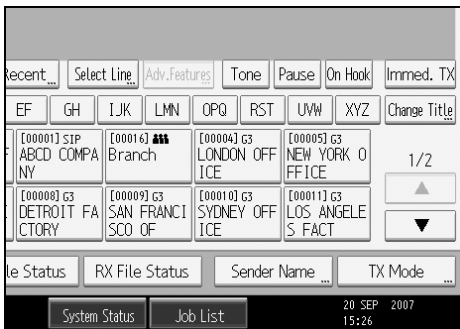 Recent Select Line Adv.Features Tone Pause On Hook Immed. TX
EF GH IJK LMN OPQ RST UVW XYZ Change Title
[00001] SIP [00016] [00004] G3 [00005] G3
ABCD COMPA Branch LONDON OFF NEW YORK O
NY ICE FFICE
1/2
[00008] G3 [00009] G3 [00010] G3 [00011] G3
DETROIT FA SAN FRANCI SYDNEY OFF LOS ANGELE
CTORY SCO OF ICE S FACT
le Status RX File Status Sender Name TX Mode
System Status Job List 20 SEP 2007
15:26